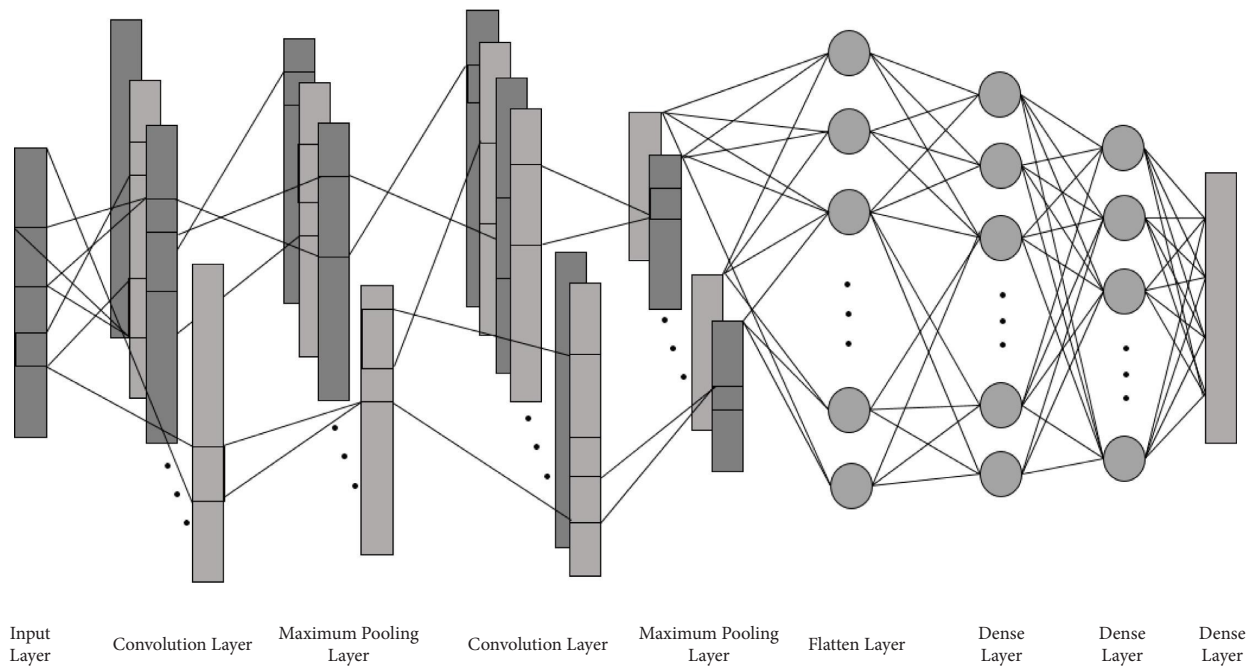 Input
Layer
Convolution Layer
Maximum Pooling
Layer
Convolution Layer
Maximum Pooling
Layer
Flatten Layer
Dense
Layer
Dense
Layer
Dense
Layer